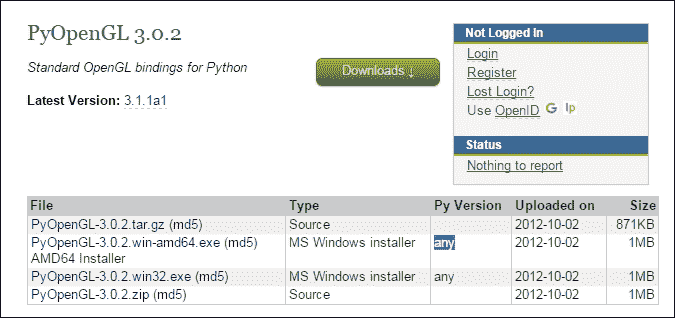 PyOpenGL 3.0.2
Standard OpenGL bindings for Python
Downloads ↓
Latest Version: 3.1.1a1
Not Logged In
Login
Register
Lost Login?
Use OpenID
Status
Nothing to report
File Type Py Version Uploaded on Size
PyOpenGL-3.0.2.tar.gz (md5) Source 2012-10-02 871KB
PyOpenGL-3.0.2.win-amd64.exe (md5) MS Windows installer any 2012-10-02 1MB
AMD64 Installer
PyOpenGL-3.0.2.win32.exe (md5) MS Windows installer any 2012-10-02 1MB
PyOpenGL-3.0.2.zip (md5) Source 2012-10-02 1MB